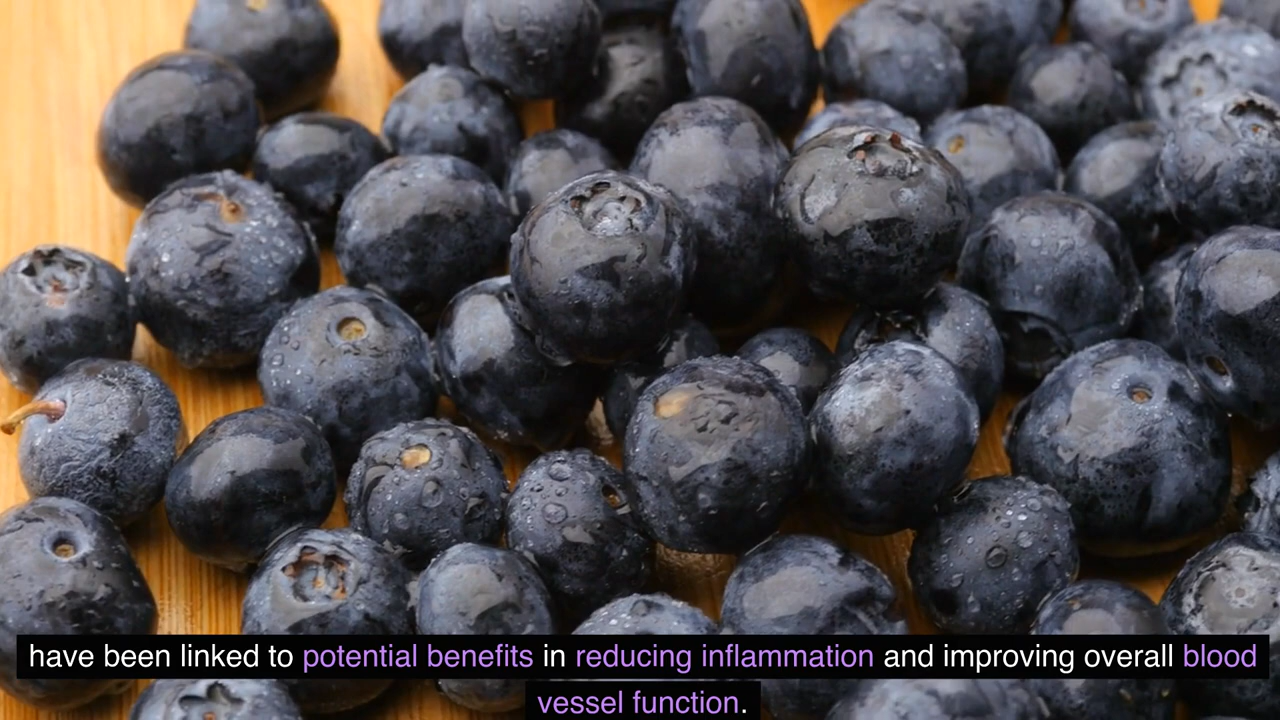 have been linked to potential benefits in reducing inflammation and improving overall blood
vessel function.